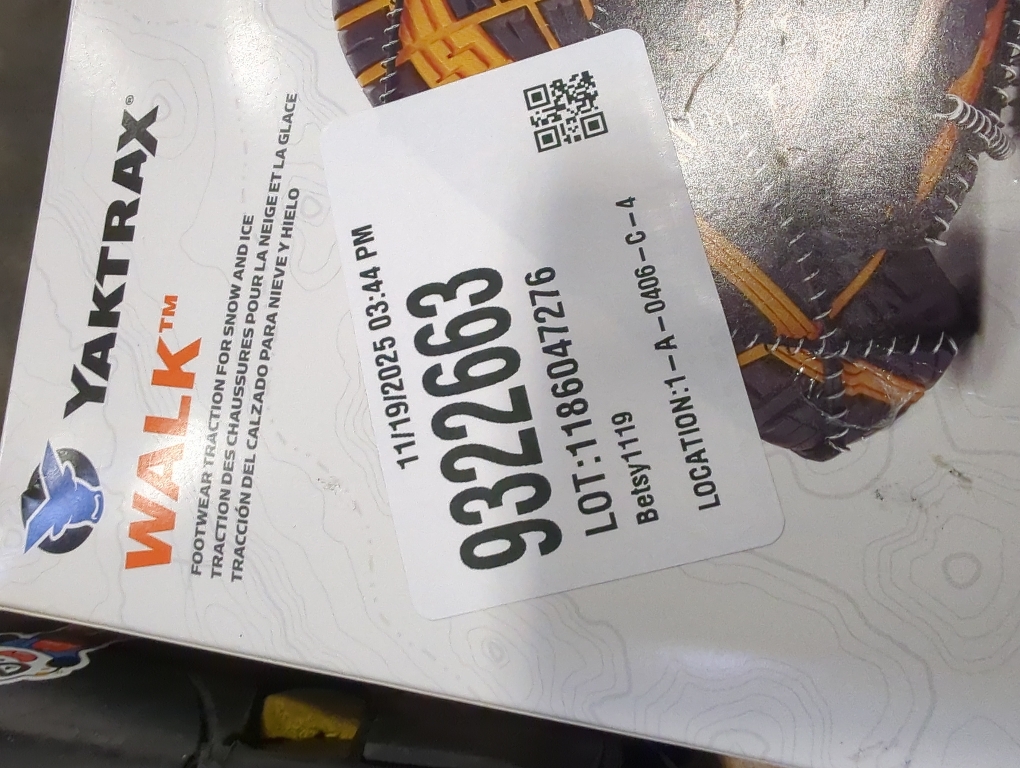 YAKTRAX®
WALK™
FOOTWEAR TRACTION FOR SNOW AND ICE
TRACTION DES CHAUSSURES POUR LA NEIGE ET LA GLACE
TRACCIÓN DEL CALZADO PARA NIEVE Y HIELO
11/19/2025 03:44 PM
9322663
LOT:1186047276
Betsy1119
LOCATION:1-A-0406-C-4